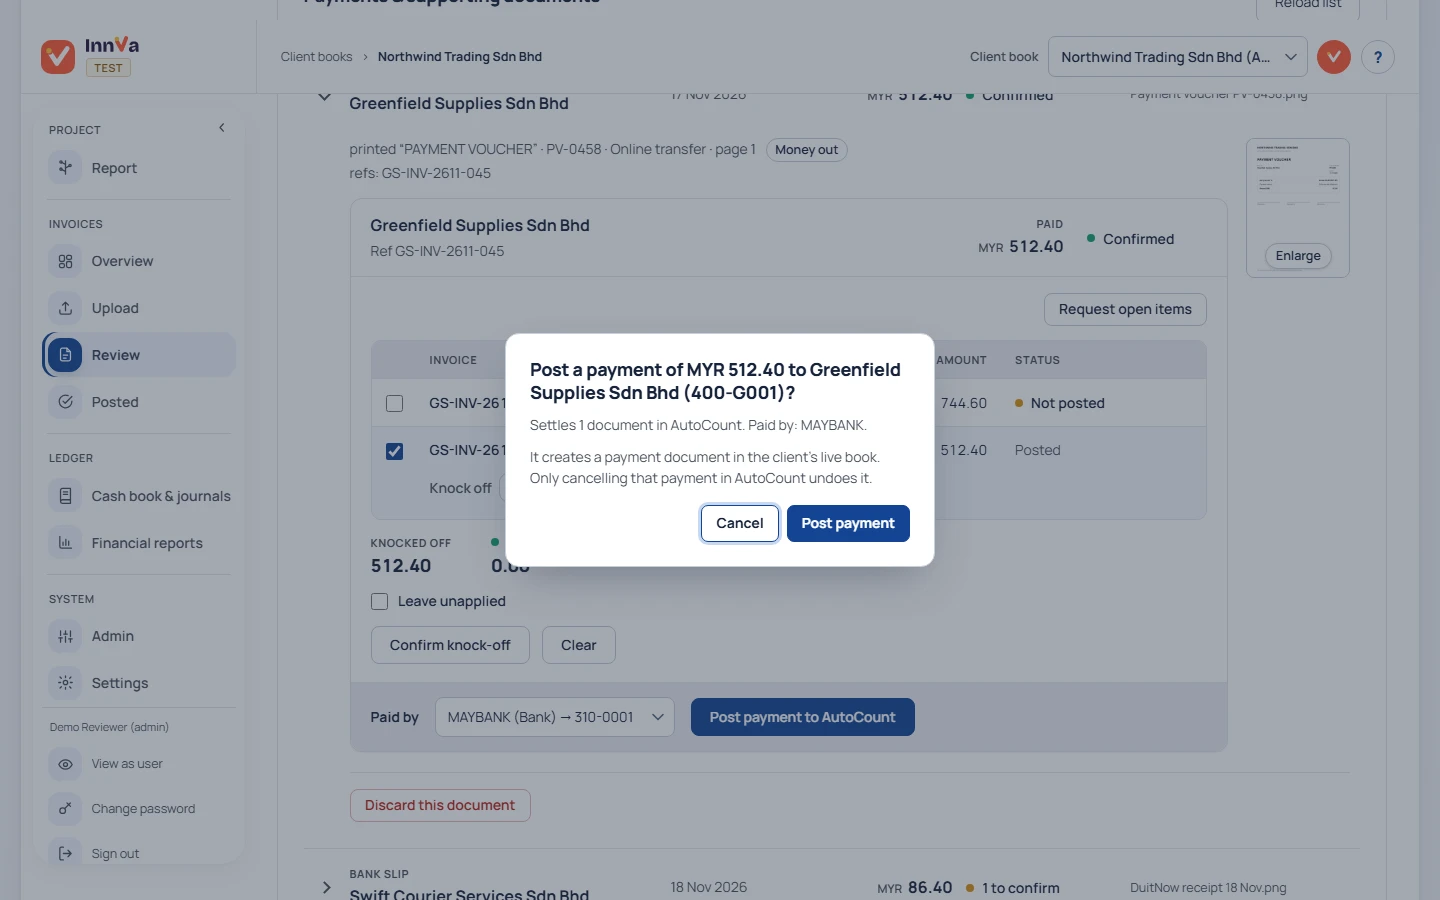 Payments & supporting documents
Reload list
InnVa
TEST
Client books › Northwind Trading Sdn Bhd
Client book
Northwind Trading Sdn Bhd (A...
?
PROJECT
Report
INVOICES
Overview
Upload
Review
Posted
LEDGER
Cash book & journals
Financial reports
SYSTEM
Admin
Settings
Demo Reviewer (admin)
View as user
Change password
Sign out
Greenfield Supplies Sdn Bhd
17 Nov 2026
MYR 512.40
Confirmed
Payment voucher PV-0458.png
printed “PAYMENT VOUCHER” · PV-0458 · Online transfer · page 1
Money out
refs: GS-INV-2611-045
PAYMENT VOUCHER
Enlarge
Greenfield Supplies Sdn Bhd
Ref GS-INV-2611-045
PAID
MYR 512.40
Confirmed
Request open items
INVOICE
AMOUNT
STATUS
GS-INV-261
744.60
Not posted
GS-INV-261
512.40
Posted
Knock off
KNOCKED OFF
512.40
0.00
Leave unapplied
Confirm knock-off
Clear
Paid by
MAYBANK (Bank) → 310-0001
Post payment to AutoCount
Discard this document
BANK SLIP
Swift Courier Services Sdn Bhd
18 Nov 2026
MYR 86.40
1 to confirm
DuitNow receipt 18 Nov.png
Post a payment of MYR 512.40 to Greenfield
Supplies Sdn Bhd (400-G001)?
Settles 1 document in AutoCount. Paid by: MAYBANK.
It creates a payment document in the client’s live book.
Only cancelling that payment in AutoCount undoes it.
Cancel
Post payment